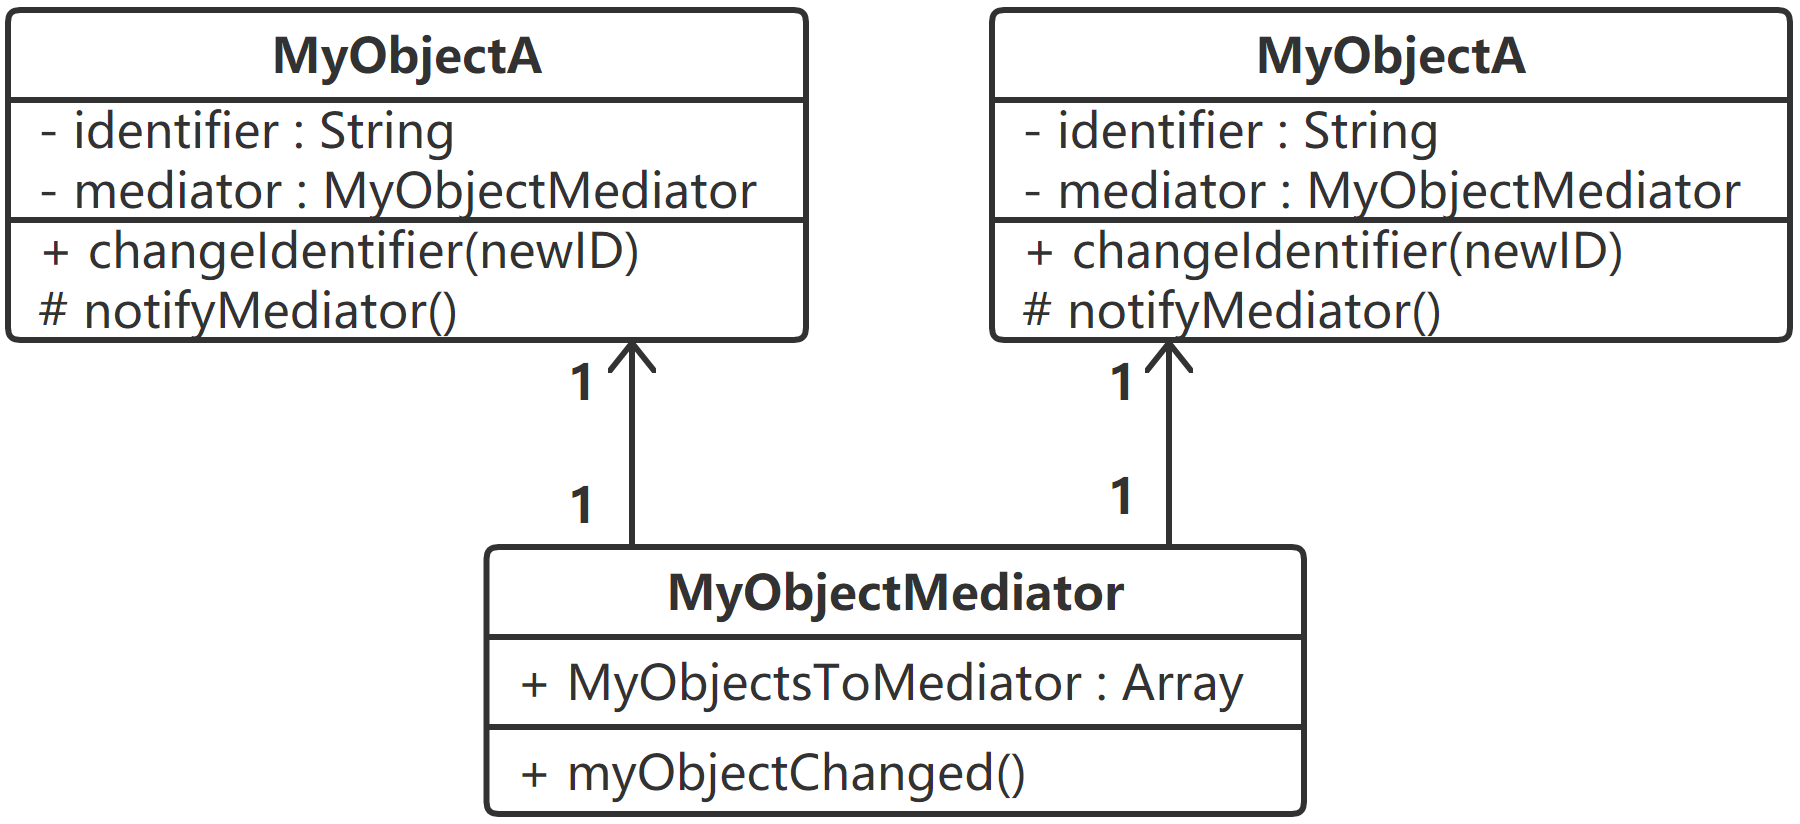 MyObjectA
- identifier : String
- mediator : MyObjectMediator
+ changeIdentifier(newID)
# notifyMediator()
MyObjectA
- identifier : String
- mediator : MyObjectMediator
+ changeIdentifier(newID)
# notifyMediator()
1
1
1
1
MyObjectMediator
+ MyObjectsToMediator : Array
+ myObjectChanged()